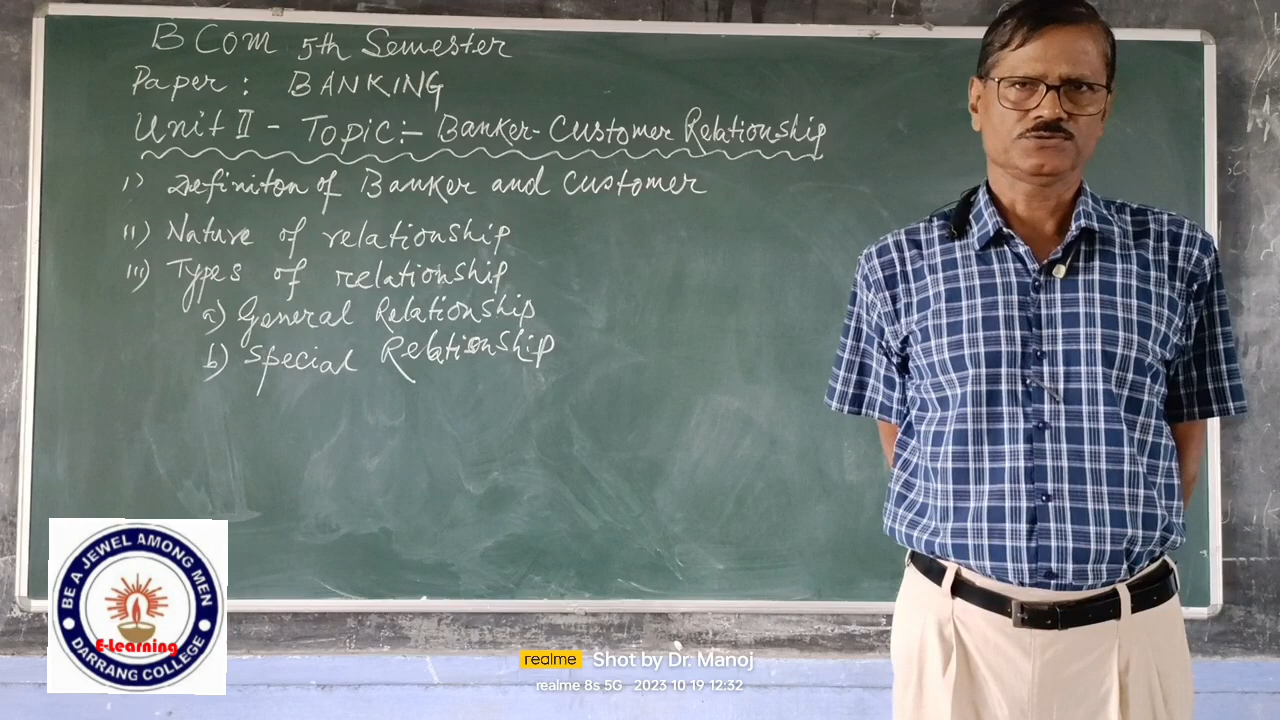 B Com 5th Semester
Paper: BANKING
Unit II - Topic:- Banker-Customer Relationship
i) Definiton of Banker and Customer
ii) Nature of relationship
iii) Types of relationship
a) General Relationship
b) Special Relationship
BE A JEWEL AMONG MEN
E-Learning
DARRANG COLLEGE
realme Shot by Dr. Manoj
realme 8s 5G 2023 10 19 12:32